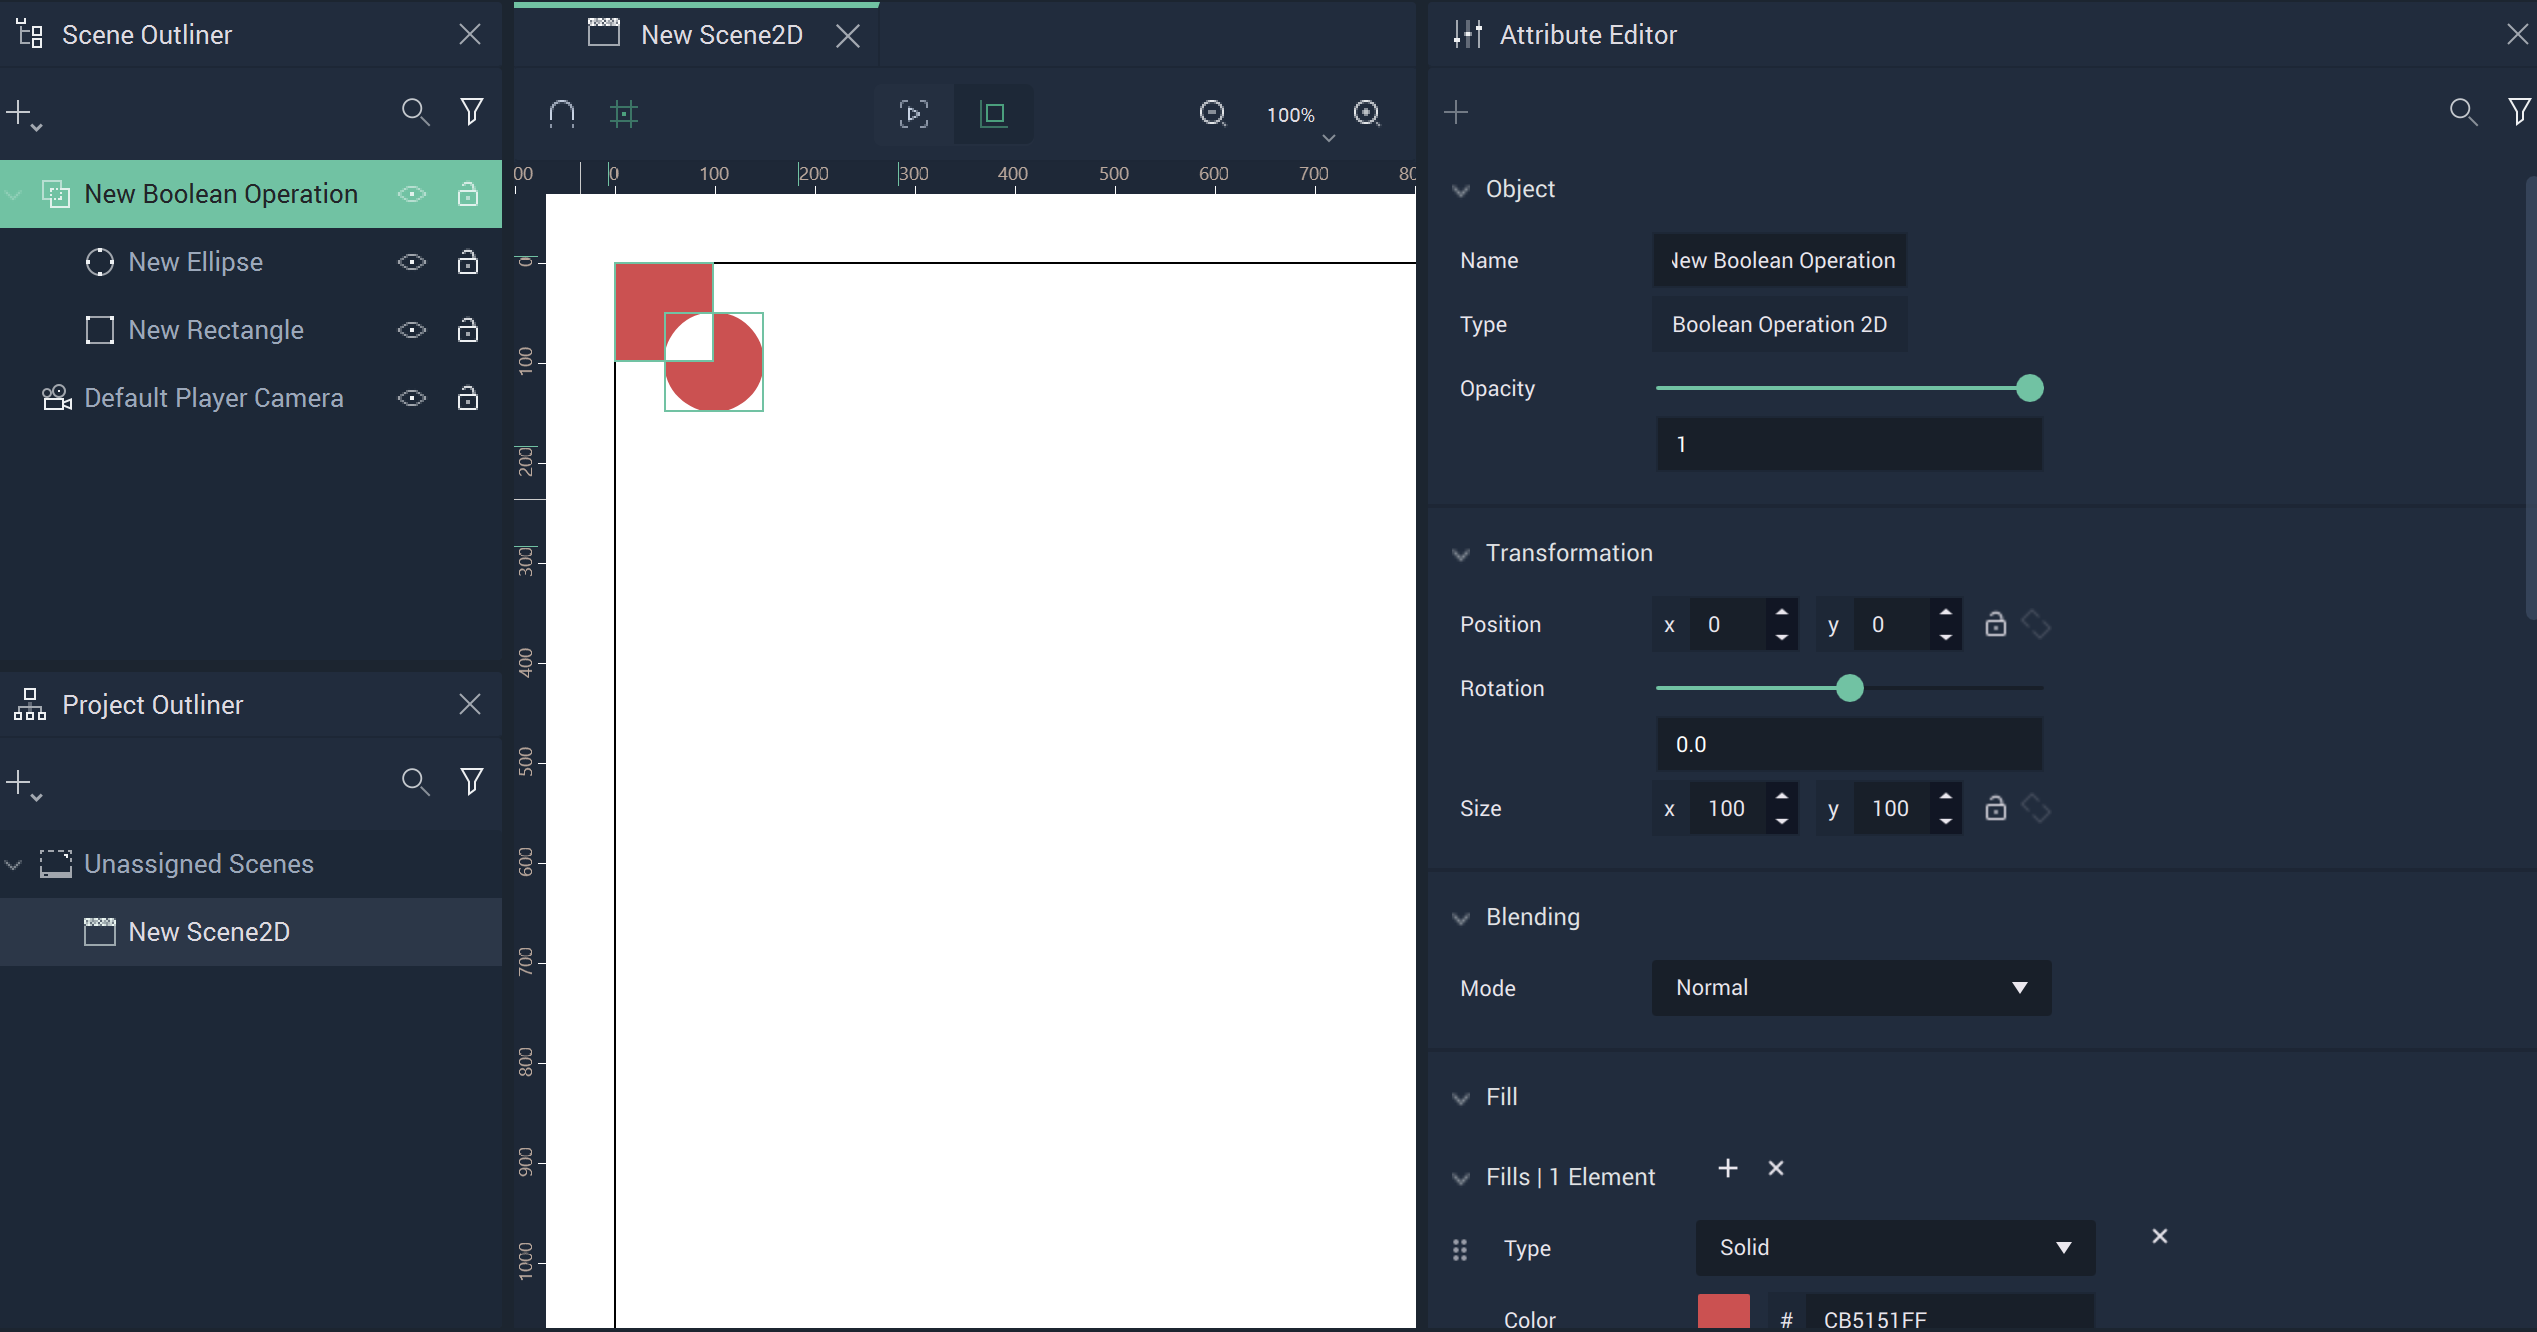 Scene Outliner
New Boolean Operation
New Ellipse
New Rectangle
Default Player Camera
Project Outliner
Unassigned Scenes
New Scene2D
New Scene2D
100%
00 0 100 200 300 400 500 600 700 80
0
100
200
300
400
500
600
700
800
900
1000
Attribute Editor
Object
Name New Boolean Operation
Type Boolean Operation 2D
Opacity
1
Transformation
Position x 0 y 0
Rotation
0.0
Size x 100 y 100
Blending
Mode Normal
Fill
Fills | 1 Element
Type Solid
Color # CB5151FF